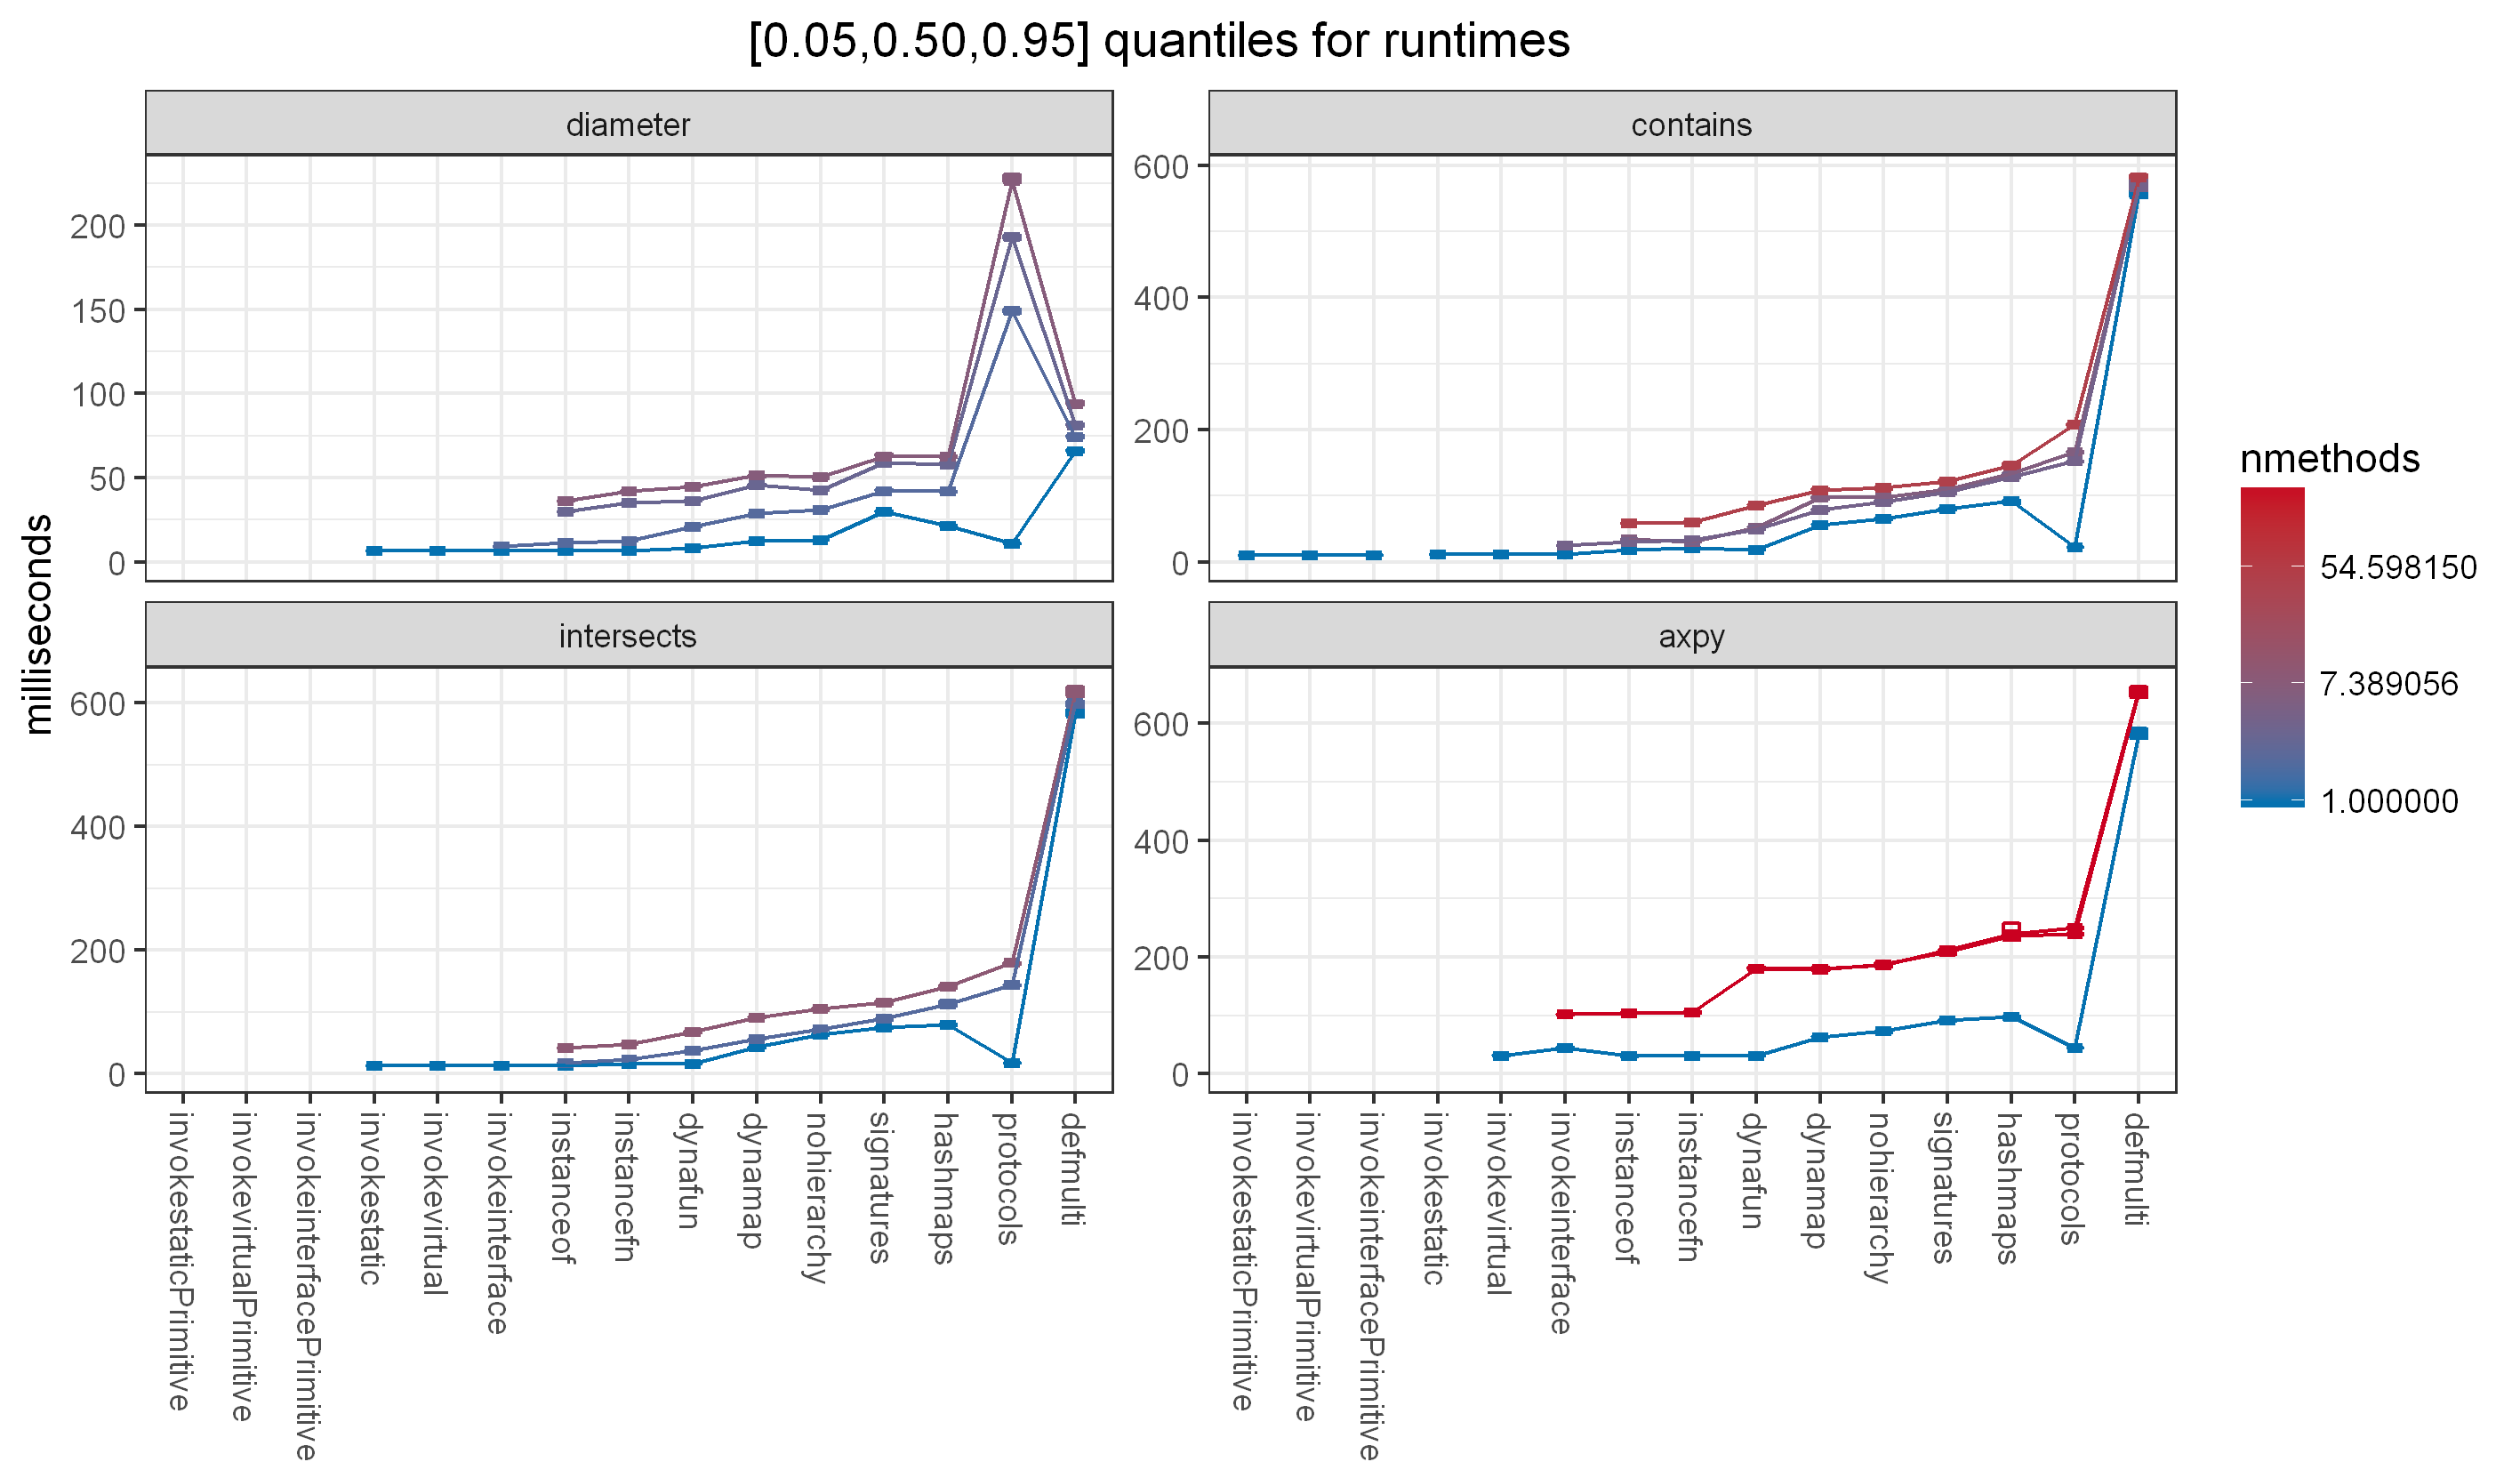 [0.05,0.50,0.95] quantiles for runtimes
diameter
contains
200
150
100
50
0
600
400
200
0
milliseconds
intersects
axpy
600
400
200
0
600
400
200
0
invokestaticPrimitive
invokevirtualPrimitive
invokeinterfacePrimitive
invokestatic
invokevirtual
invokeinterface
instanceof
instancefn
dynafun
dynamap
nohierarchy
signatures
hashmaps
protocols
defmulti
invokestaticPrimitive
invokevirtualPrimitive
invokeinterfacePrimitive
invokestatic
invokevirtual
invokeinterface
instanceof
instancefn
dynafun
dynamap
nohierarchy
signatures
hashmaps
protocols
defmulti
nmethods
54.598150
7.389056
1.000000